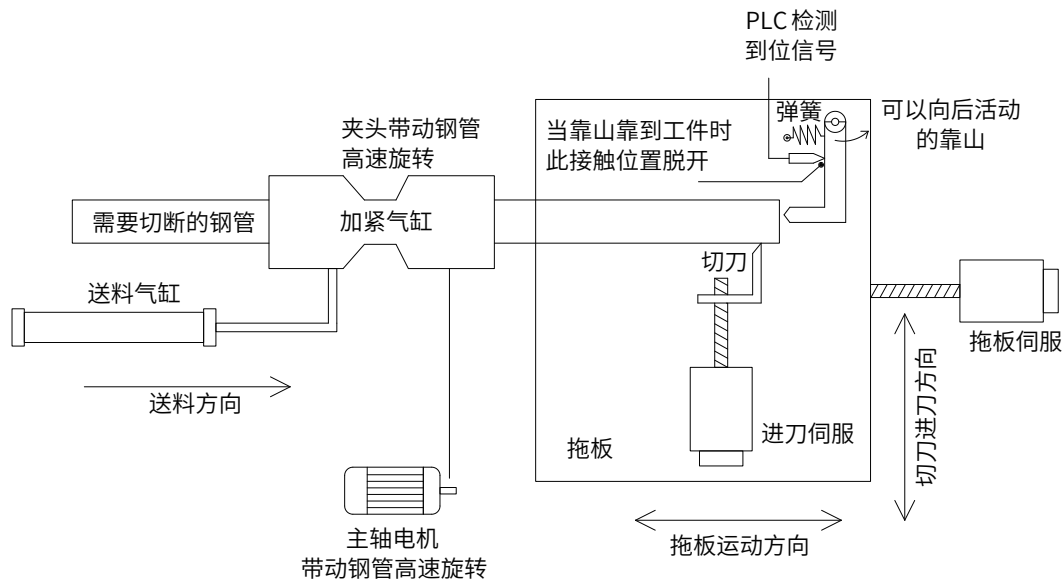 PLC 检测
到位信号
弹簧
可以向后活动
的靠山
当靠山靠到工件时
此接触位置脱开
夹头带动钢管
高速旋转
需要切断的钢管
加紧气缸
切刀
送料气缸
拖板伺服
送料方向
切刀进刀方向
进刀伺服
拖板
主轴电机
带动钢管高速旋转
拖板运动方向